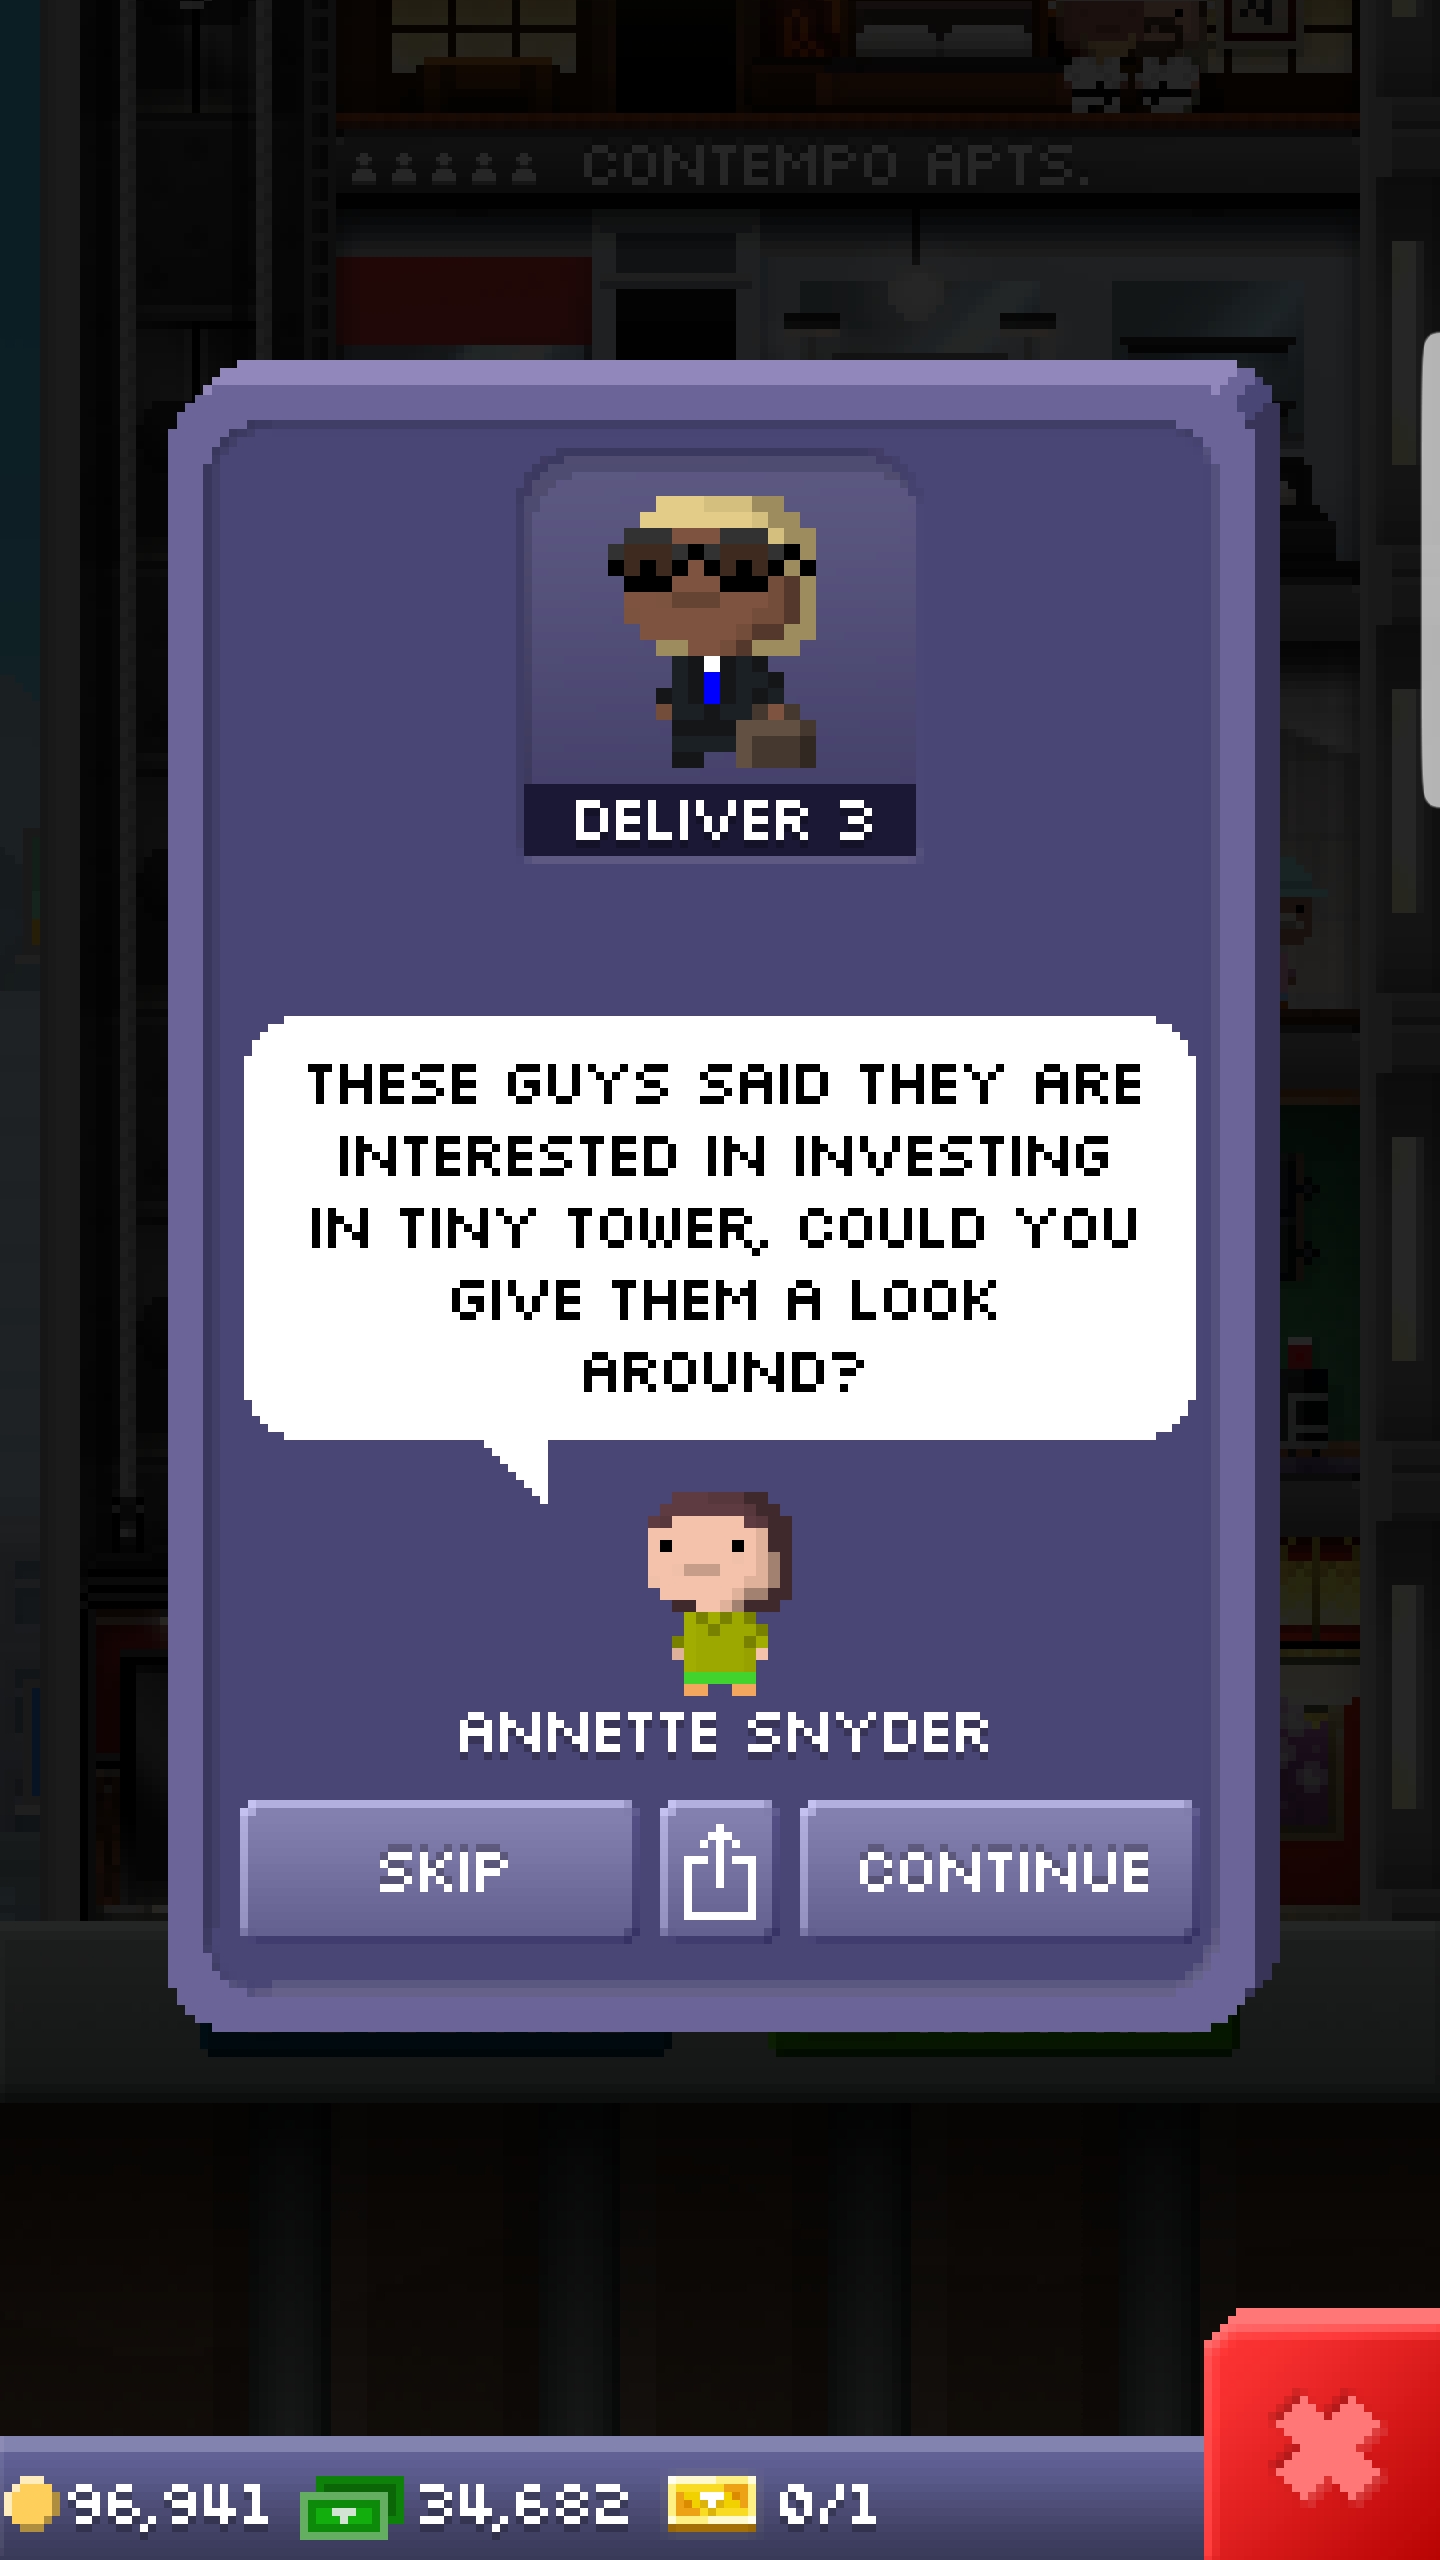 CONTEMPO APTS.
DELIVER 3
THESE GUYS SAID THEY ARE
INTERESTED IN INVESTING
IN TINY TOWER, COULD YOU
GIVE THEM A LOOK
AROUND?
ANNETTE SNYDER
SKIP
CONTINUE
96,941 34,682 0/1